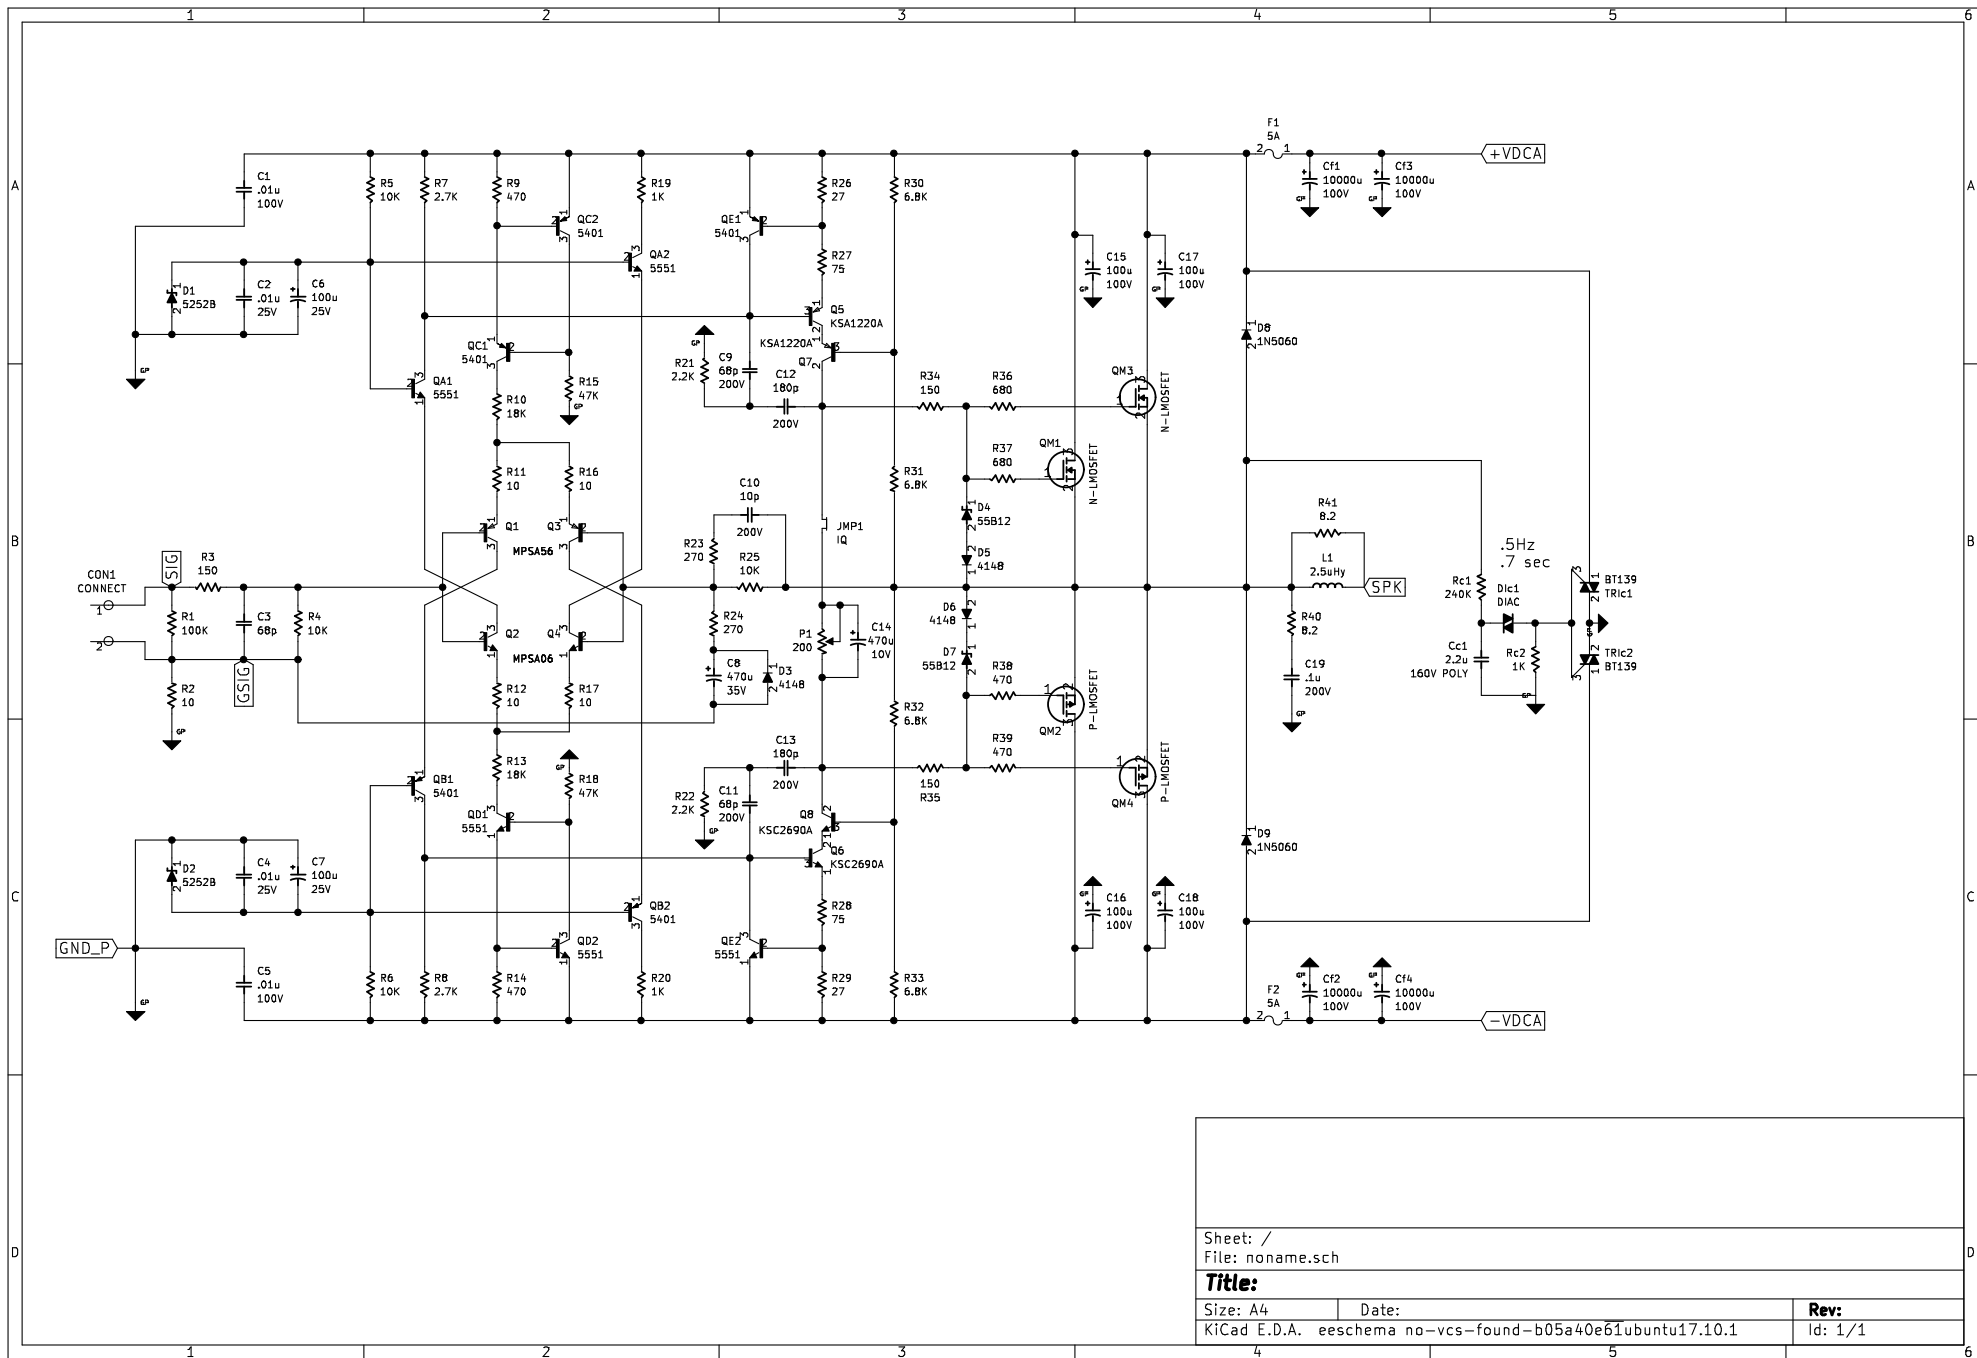 1 2 3 4 5 6
A
B
C
D
F1
5A
2 1
+VDCA
C1
.01u
100V
R5
10K
R7
2.7K
R9
470
R19
1K
R26
27
R30
6.8K
Cf1
10000u
100V
Cf3
10000u
100V
GP
QC2
5401
QE1
5401
QA2
5551
R27
75
C15
100u
100V
C17
100u
100V
D1
5252B
C2
.01u
25V
C6
100u
25V
Q5
KSA1220A
KSA1220A
Q7
QC1
5401
R21
2.2K
C9
68p
200V
C12
180p
200V
D8
1N5060
QA1
5551
R10
18K
R15
47K
R34
150
R36
680
QM3
N-LMOSFET
R11
10
R16
10
R31
6.8K
R37
680
QM1
N-LMOSFET
C10
10p
200V
D4
55B12
Q1
Q3
MPSA56
JMP1
IQ
R41
8.2
R23
270
R25
10K
D5
4148
L1
2.5uHy
SPK
.5Hz
.7 sec
CON1
CONNECT
1
2
SIG
R3
150
R1
100K
C3
68p
R4
10K
GSIG
R2
10
Q2
Q4
MPSA06
R24
270
P1
200
C14
470u
10V
D6
4148
D7
55B12
R40
8.2
C19
.1u
200V
Rc1
240K
DIc1
DIAC
BT139
TRIc1
Cc1
2.2u
160V POLY
Rc2
1K
TRIc2
BT139
R12
10
R17
10
C8
470u
35V
D3
4148
R38
470
QM2
P-LMOSFET
R32
6.8K
R13
18K
R18
47K
C13
180p
200V
R39
470
150
R35
QM4
P-LMOSFET
QB1
5401
QD1
5551
R22
2.2K
C11
68p
200V
Q8
KSC2690A
Q6
KSC2690A
D9
1N5060
D2
5252B
C4
.01u
25V
C7
100u
25V
QB2
5401
R28
75
C16
100u
100V
C18
100u
100V
GND_P
QD2
5551
QE2
5551
C5
.01u
100V
R6
10K
R8
2.7K
R14
470
R20
1K
R29
27
R33
6.8K
F2
5A
2 1
Cf2
10000u
100V
Cf4
10000u
100V
-VDCA
Sheet: /
File: noname.sch
Title:
Size: A4 Date: Rev:
KiCad E.D.A. eeschema no-vcs-found-b05a40e61ubuntu17.10.1 Id: 1/1
1 2 3 4 5 6